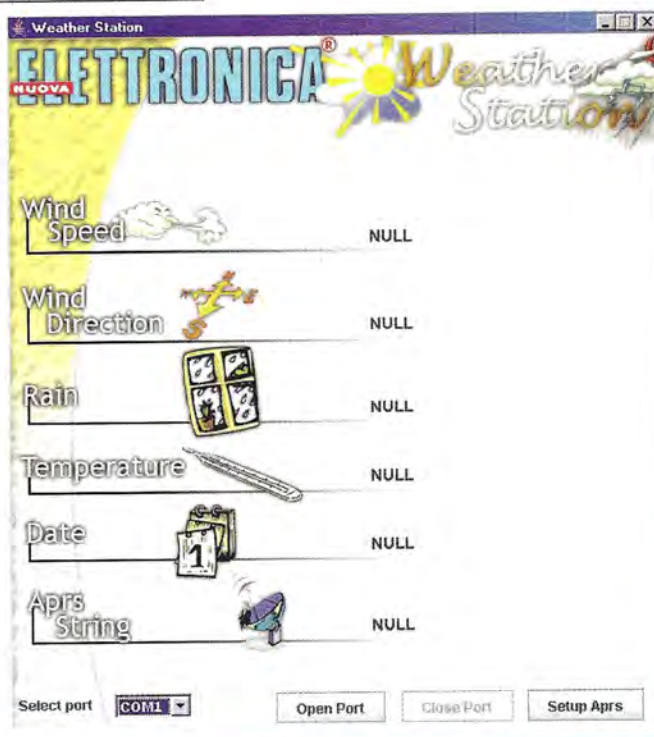 Weather Station
ELETTRONICA®
NUOVA
Weather
Station
Wind
Speed
NULL
N
E
S
Wind
Direction
NULL
Rain
NULL
Temperature
NULL
Date
1
NULL
Aprs
String
NULL
Select port COM1 Open Port Close Port Setup Aprs